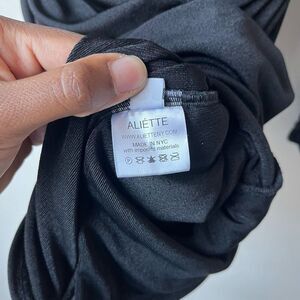 ALIÉTTE
WWW.ALIETTENY.COM
MADE IN NYC
with imported materials